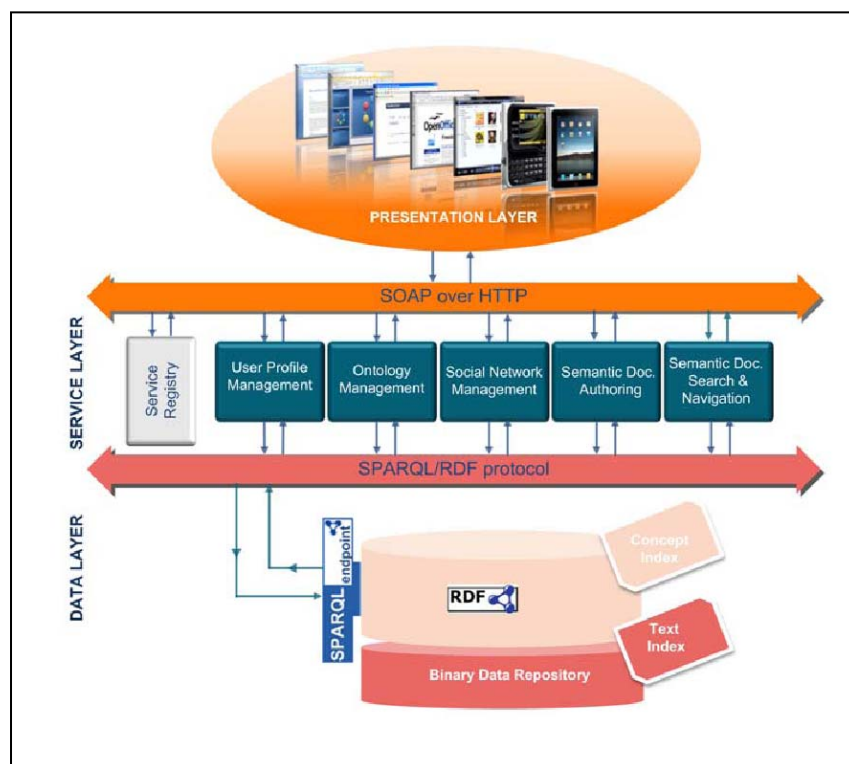 OpenOffice
PRESENTATION LAYER
SOAP over HTTP
SERVICE LAYER
Service
Registry
User Profile
Management
Ontology
Management
Social Network
Management
Semantic Doc.
Authoring
Semantic Doc.
Search &
Navigation
SPARQL/RDF protocol
DATA LAYER
SPARQL
endpoint
RDF
Concept
Index
Text
Index
Binary Data Repository